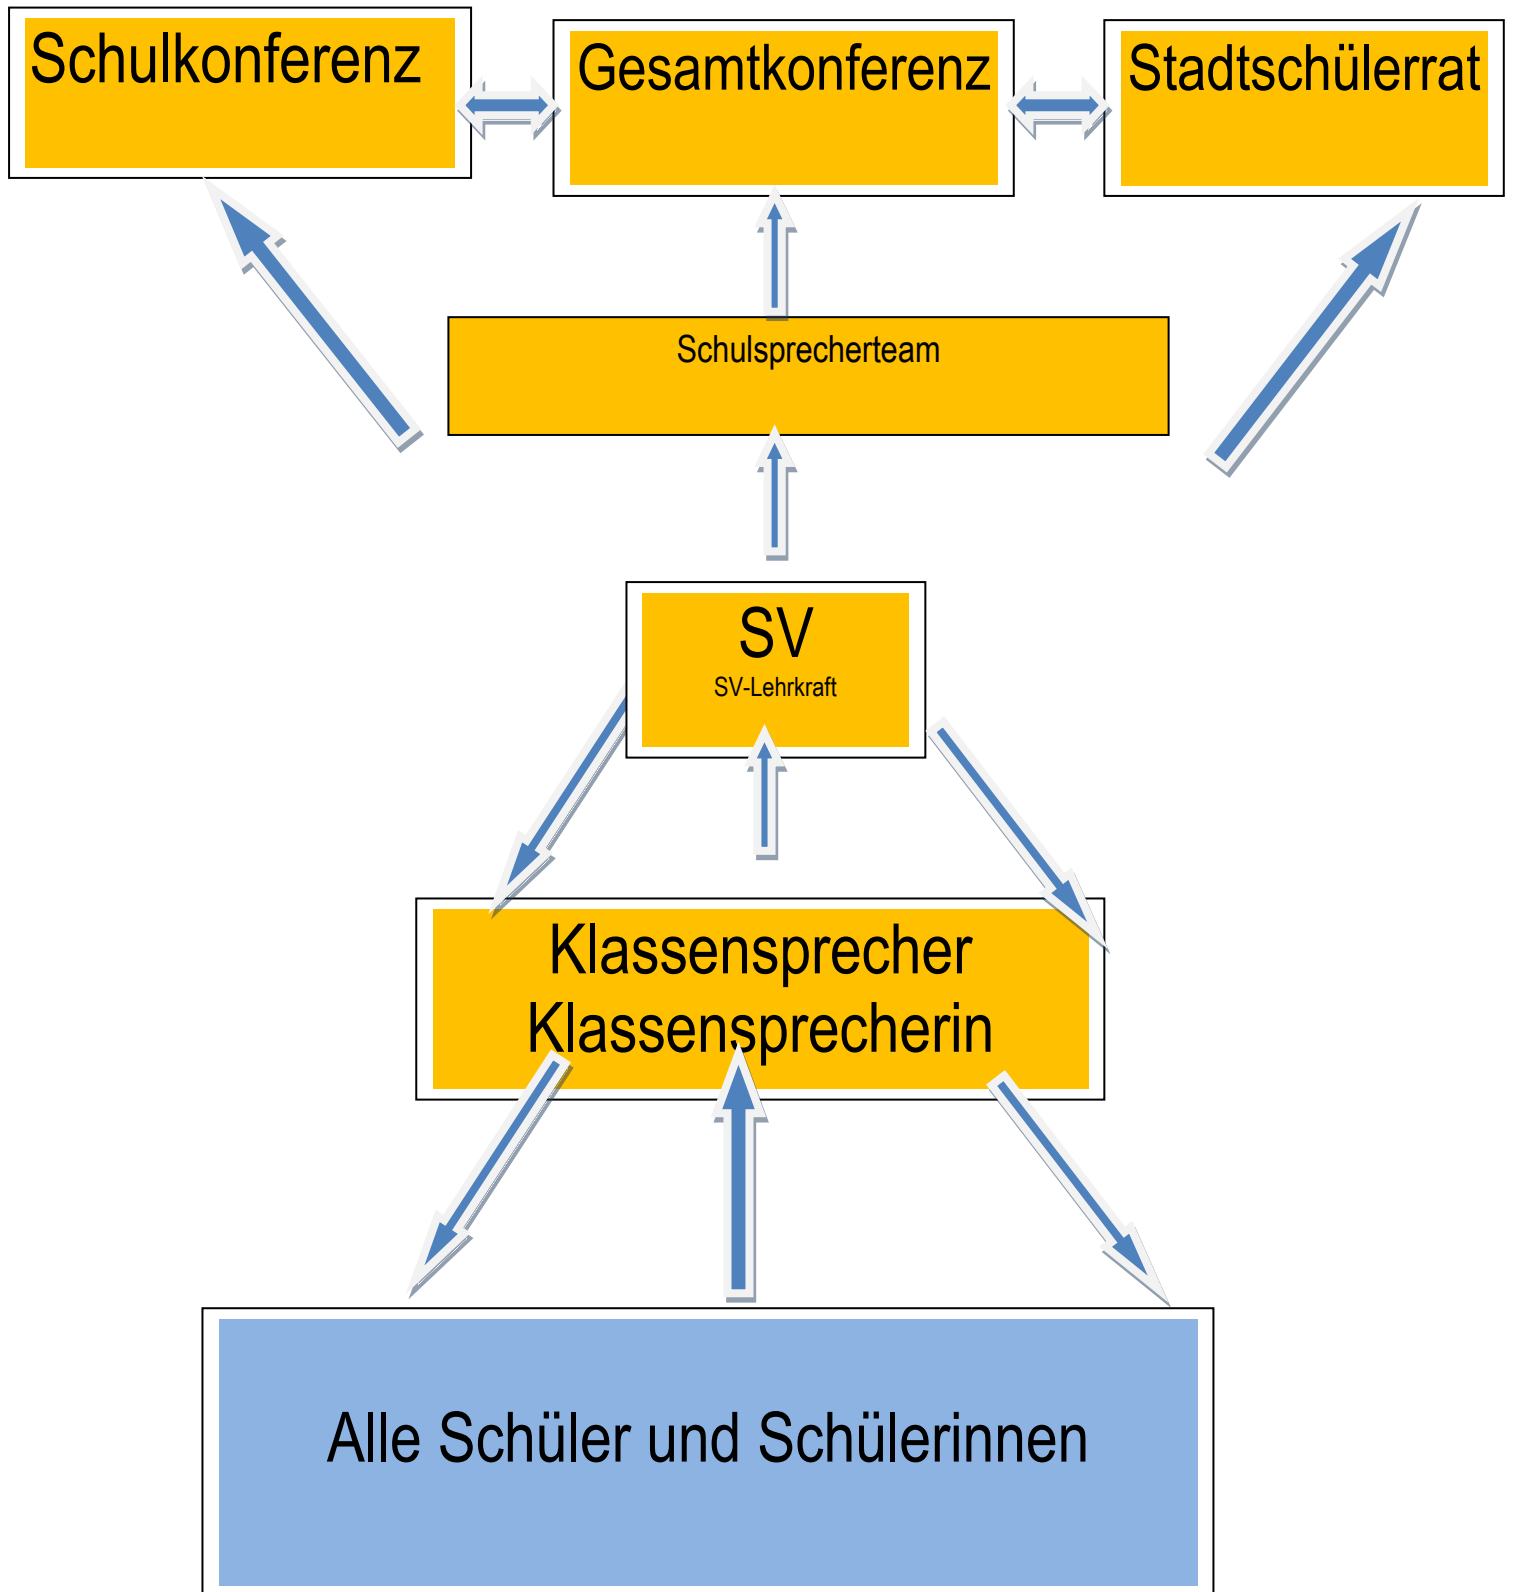 Schulkonferenz
Gesamtkonferenz
Stadtschülerrat
Schulsprecherteam
SV
SV-Lehrkraft
Klassensprecher
Klassensprecherin
Alle Schüler und Schülerinnen